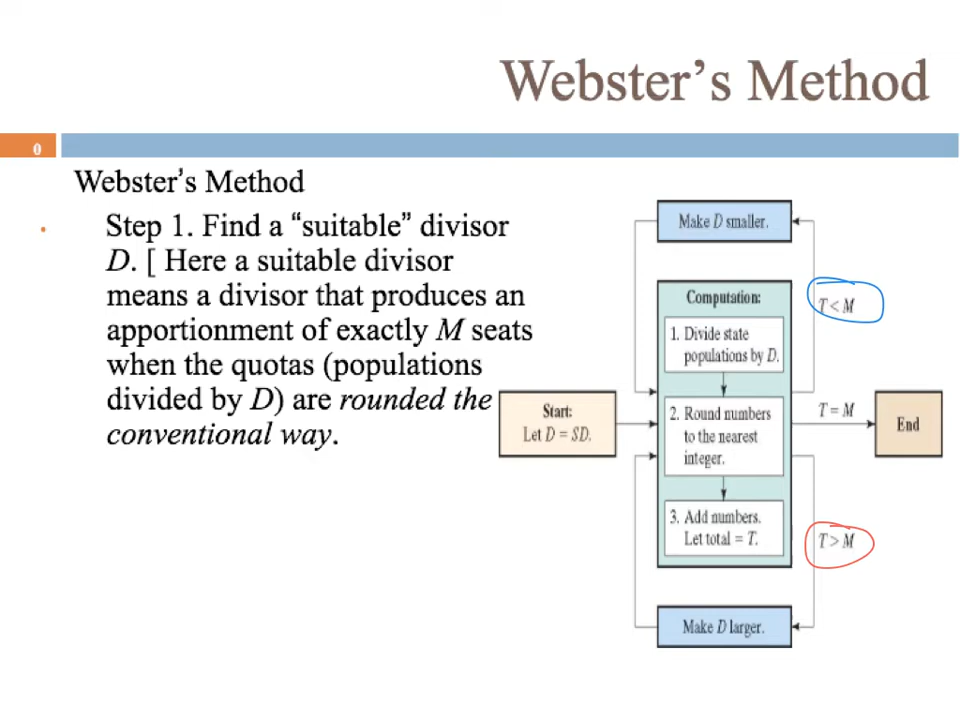 Webster’s Method
0
Webster’s Method
Step 1. Find a “suitable” divisor
D. [ Here a suitable divisor
means a divisor that produces an
apportionment of exactly M seats
when the quotas (populations
divided by D) are rounded the
conventional way.
Make D smaller.
Computation:
1. Divide state
populations by D.
2. Round numbers
to the nearest
integer.
3. Add numbers.
Let total = T.
Start:
Let D = SD.
T < M
T = M
End
T > M
Make D larger.